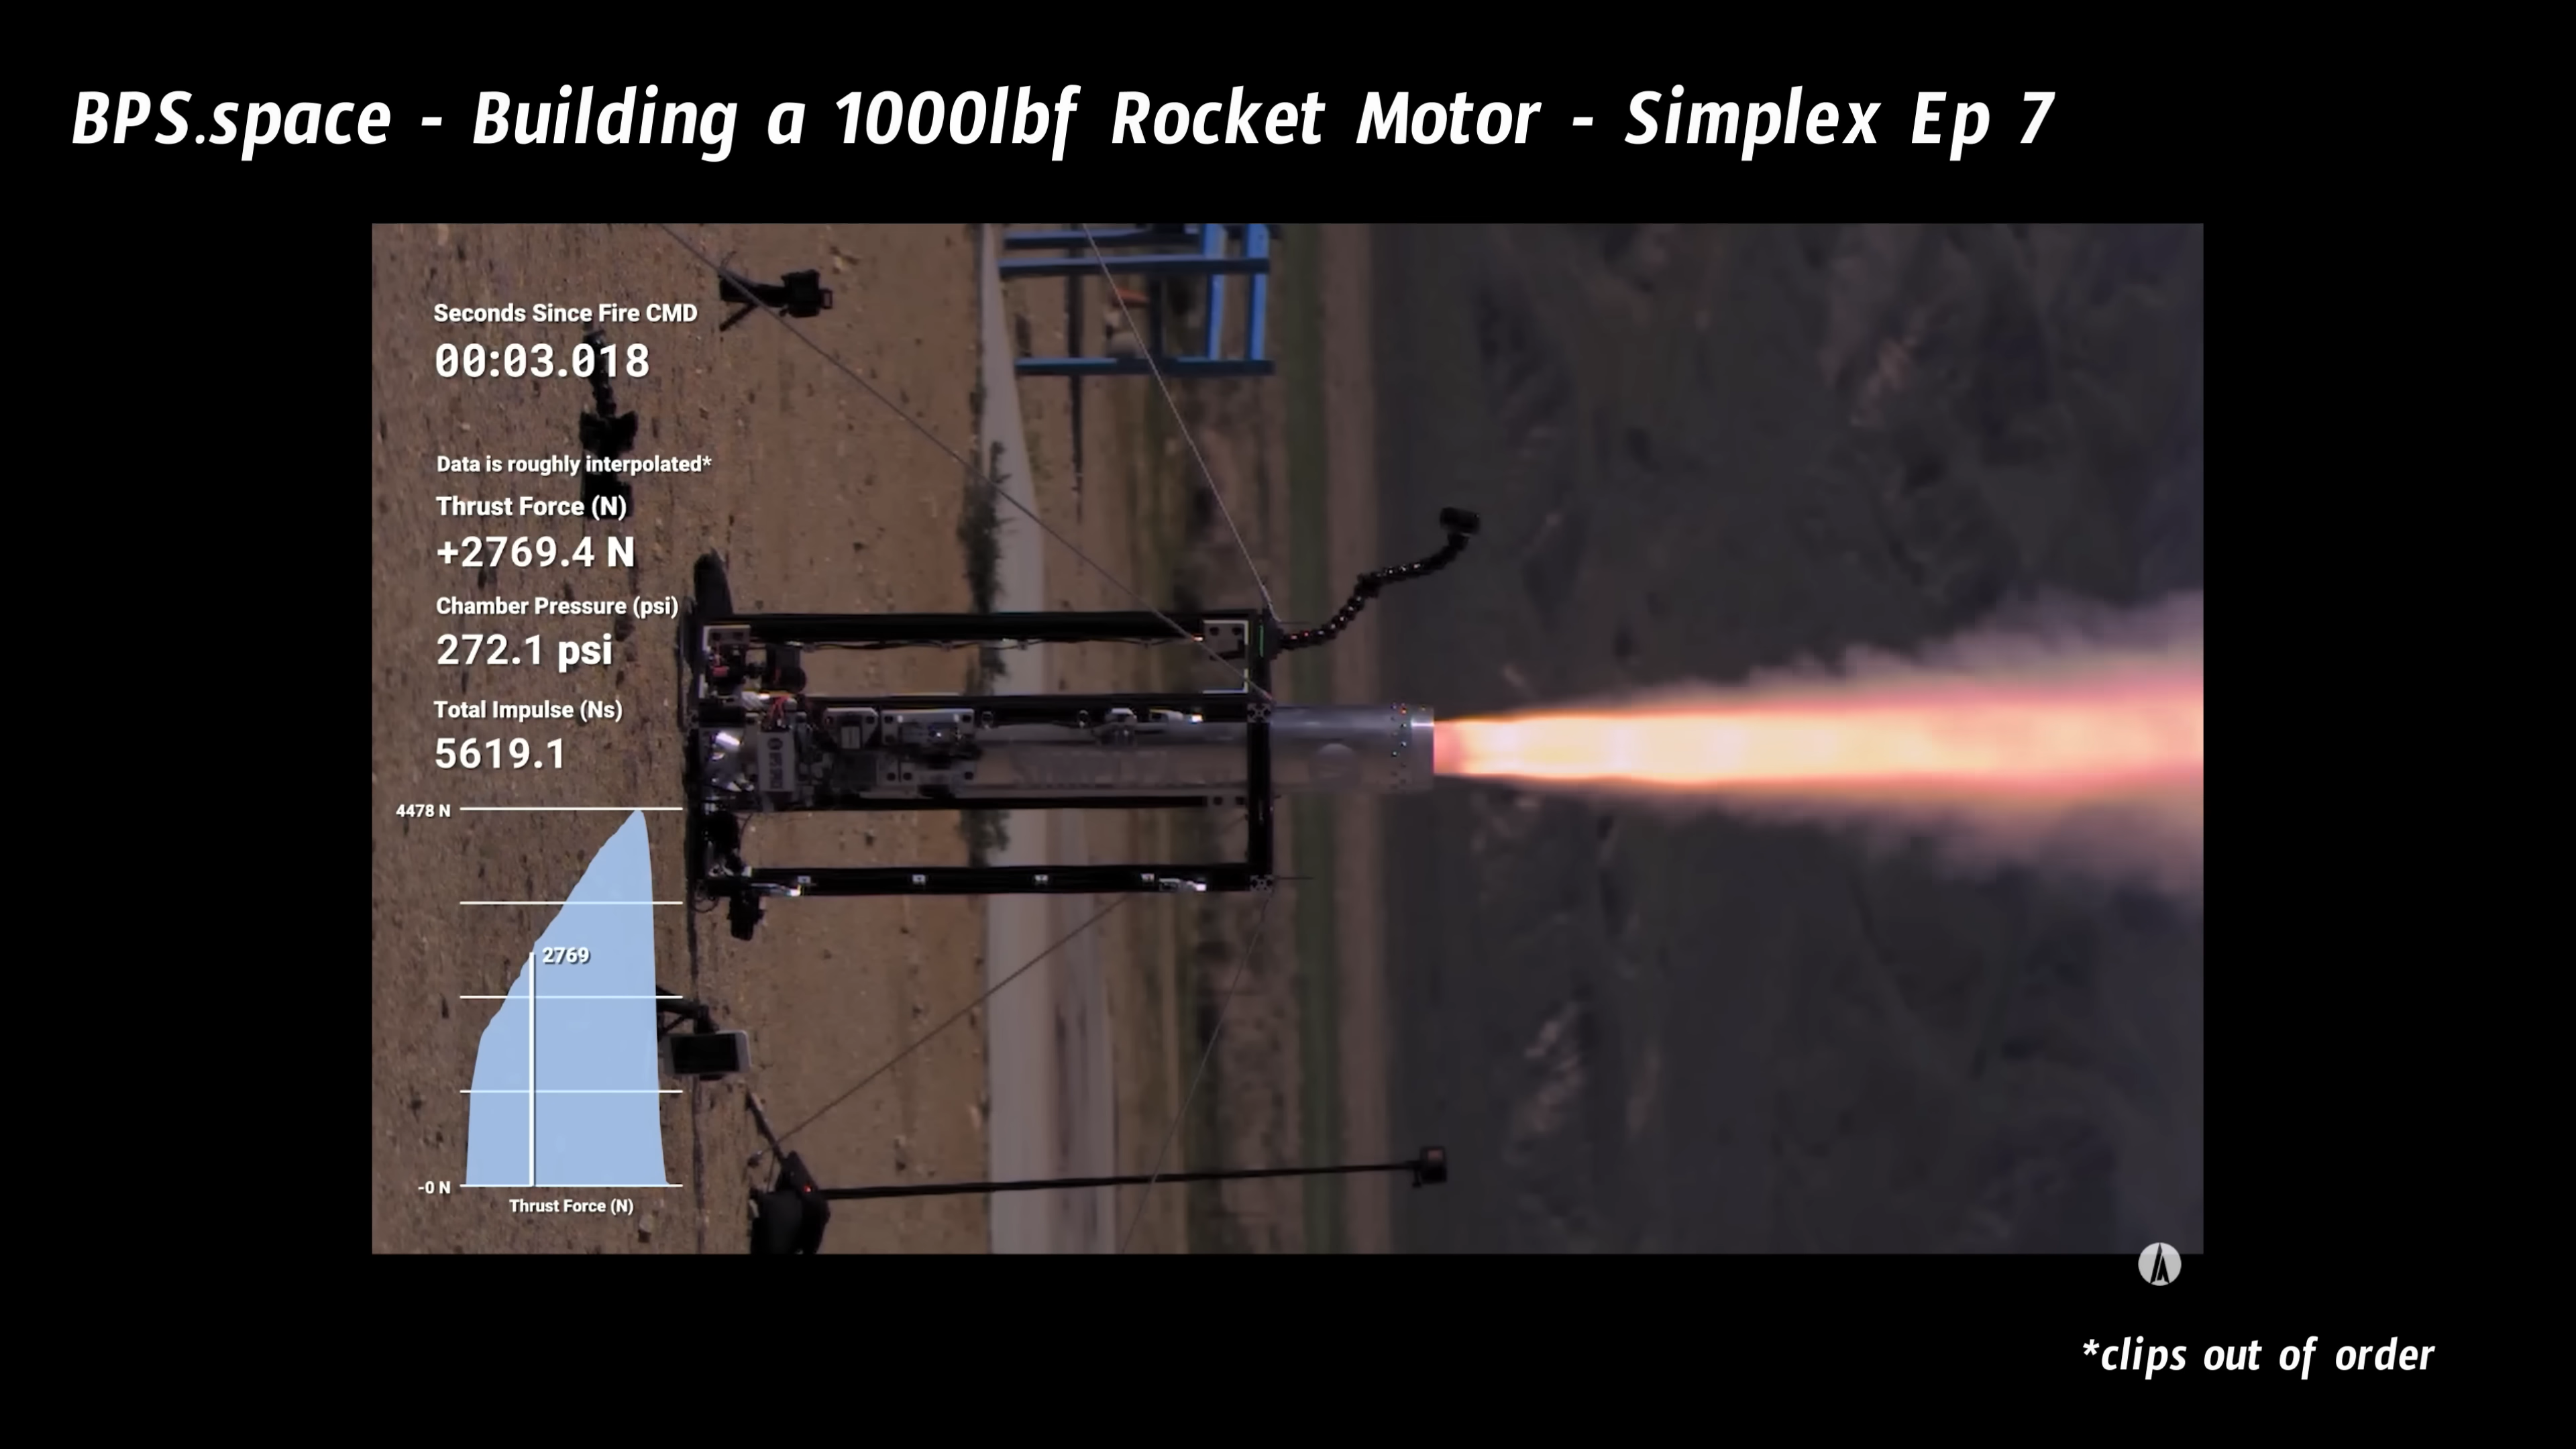 BPS.space - Building a 1000lbf Rocket Motor - Simplex Ep 7
Seconds Since Fire CMD
00:03.018
Data is roughly interpolated*
Thrust Force (N)
+2769.4 N
Chamber Pressure (psi)
272.1 psi
Total Impulse (Ns)
5619.1
4478 N
2769
-0 N
Thrust Force (N)
*clips out of order